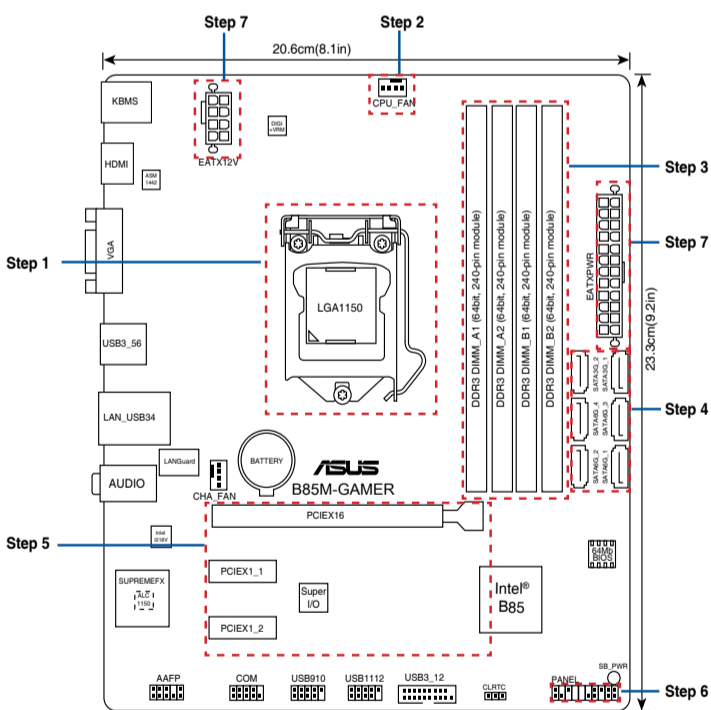 Step 7
Step 2
20.6cm(8.1in)
KBMS
CPU_FAN
DIGI
+VRM
EATX12V
HDMI
ASM
1442
Step 3
Step 7
VGA
Step 1
LGA1150
DDR3 DIMM_A1 (64bit, 240-pin module)
DDR3 DIMM_A2 (64bit, 240-pin module)
DDR3 DIMM_B1 (64bit, 240-pin module)
DDR3 DIMM_B2 (64bit, 240-pin module)
EATXPWR
23.3cm(9.2in)
USB3_56
SATA3G_2
SATA3G_1
LAN_USB34
SATA6G_4
SATA6G_3
Step 4
LANGuard
BATTERY
ASUS
SATA6G_2
SATA6G_1
AUDIO
CHA_FAN
B85M-GAMER
PCIEX16
Intel
I218V
Step 5
64Mb
BIOS
PCIEX1_1
SUPREMEFX
ALC
1150
Super
I/O
Intel®
B85
PCIEX1_2
SB_PWR
AAFP
COM
USB910
USB1112
USB3_12
CLRTC
PANEL
Step 6